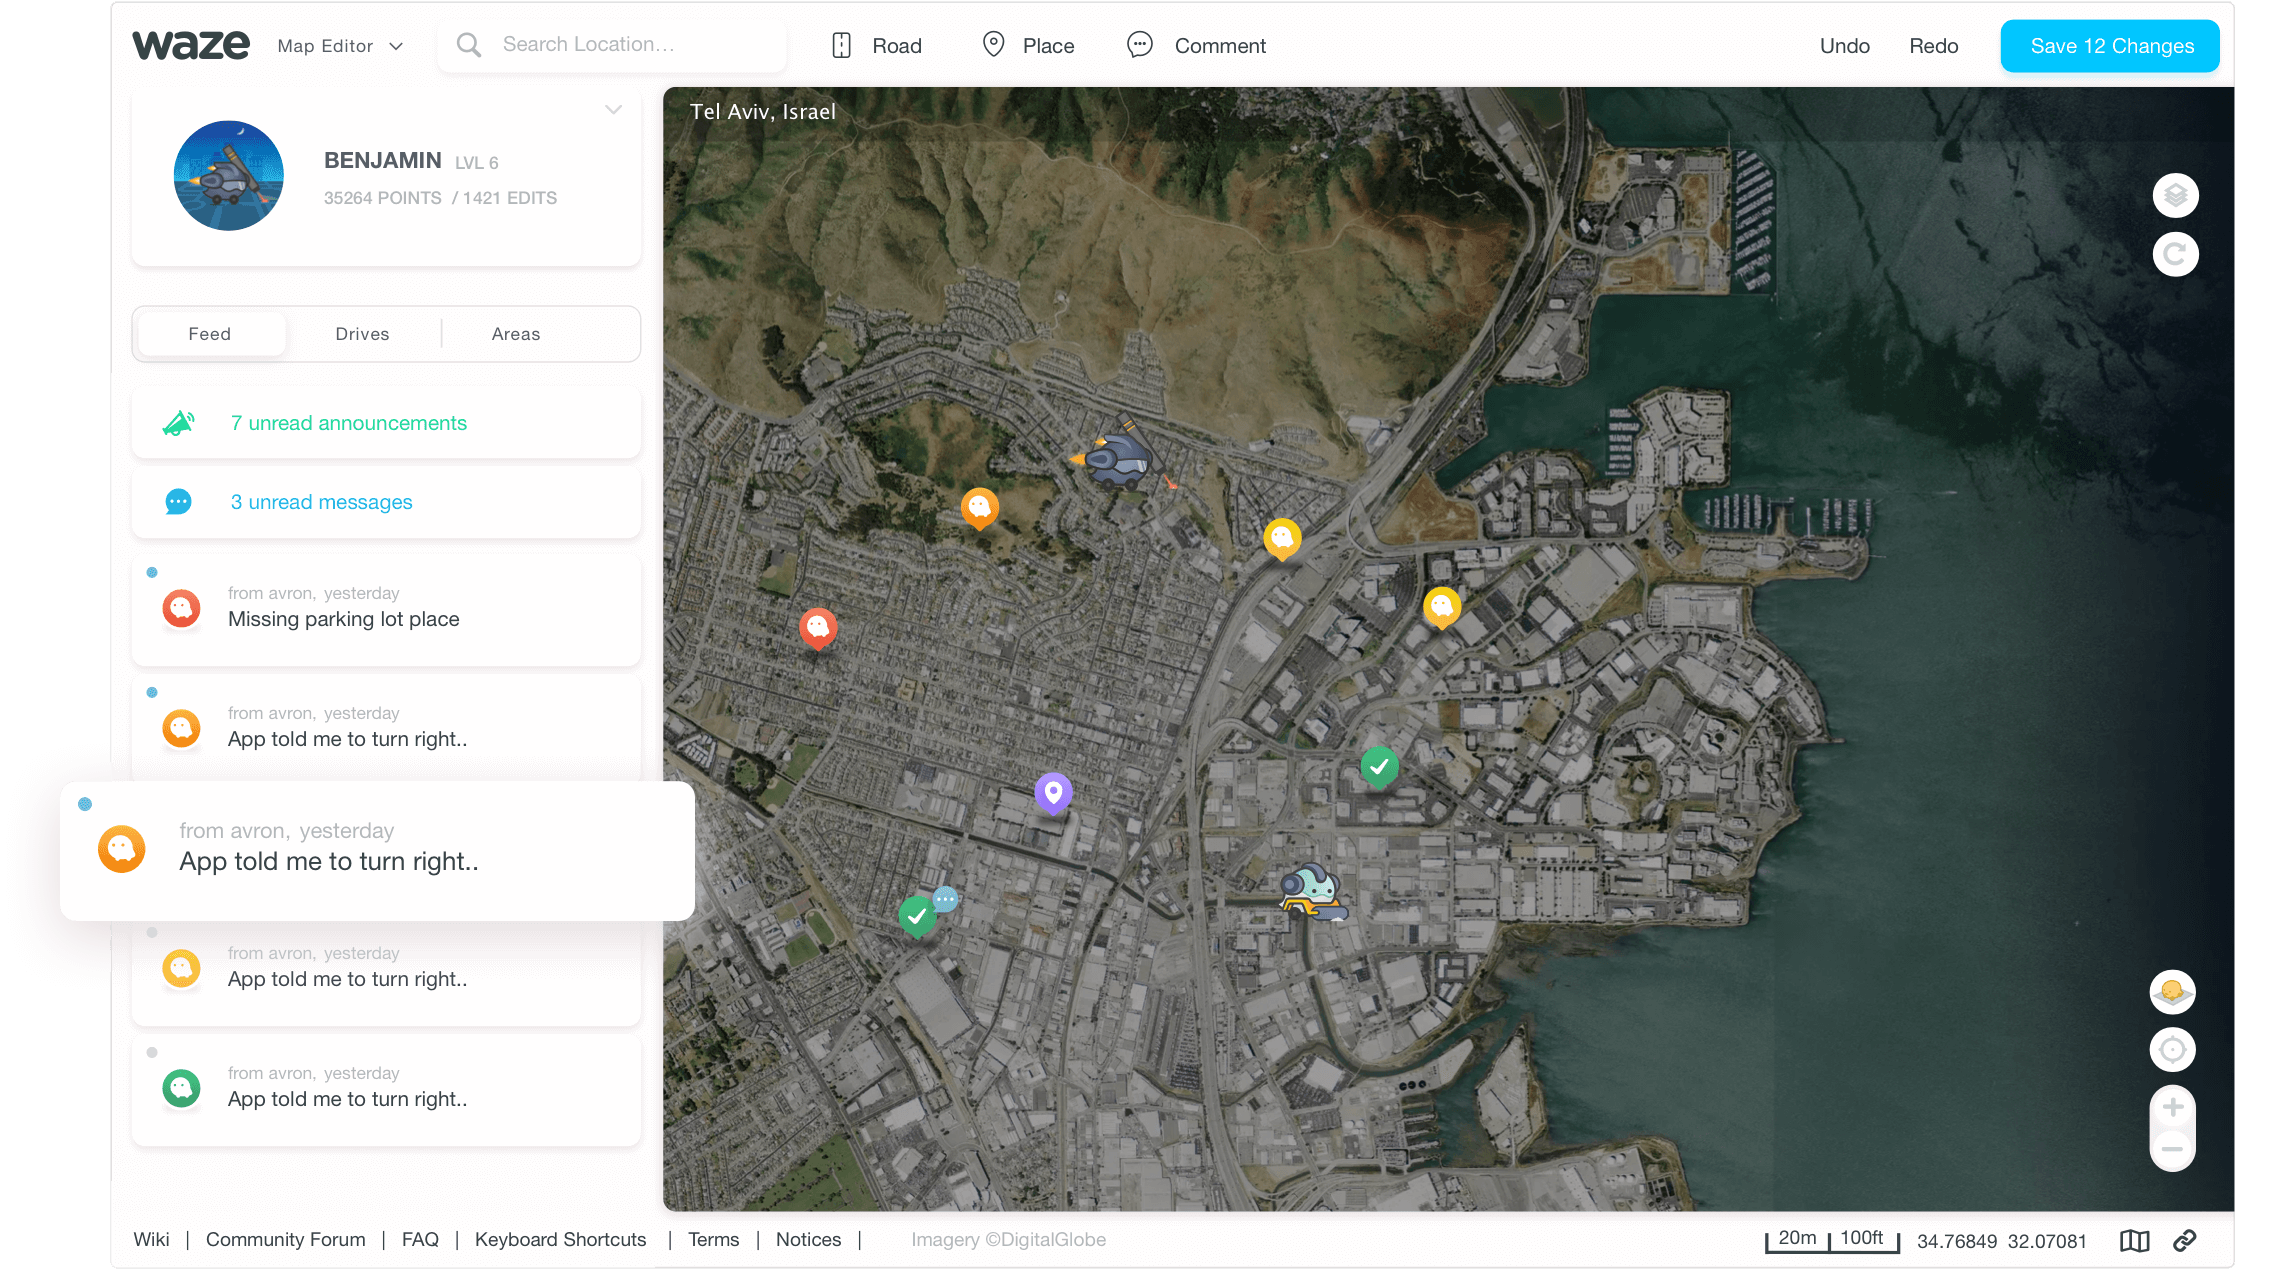 waze
Map Editor
Search Location...
Road
Place
Comment
Undo
Redo
Save 12 Changes
BENJAMIN LVL 6
35264 POINTS / 1421 EDITS
Feed
Drives
Areas
7 unread announcements
3 unread messages
from avron, yesterday
Missing parking lot place
from avron, yesterday
App told me to turn right..
from avron, yesterday
App told me to turn right..
from avron, yesterday
App told me to turn right..
from avron, yesterday
App told me to turn right..
Tel Aviv, Israel
Wiki | Community Forum | FAQ | Keyboard Shortcuts | Terms | Notices |
Imagery ©DigitalGlobe
20m
100ft
34.76849 32.07081